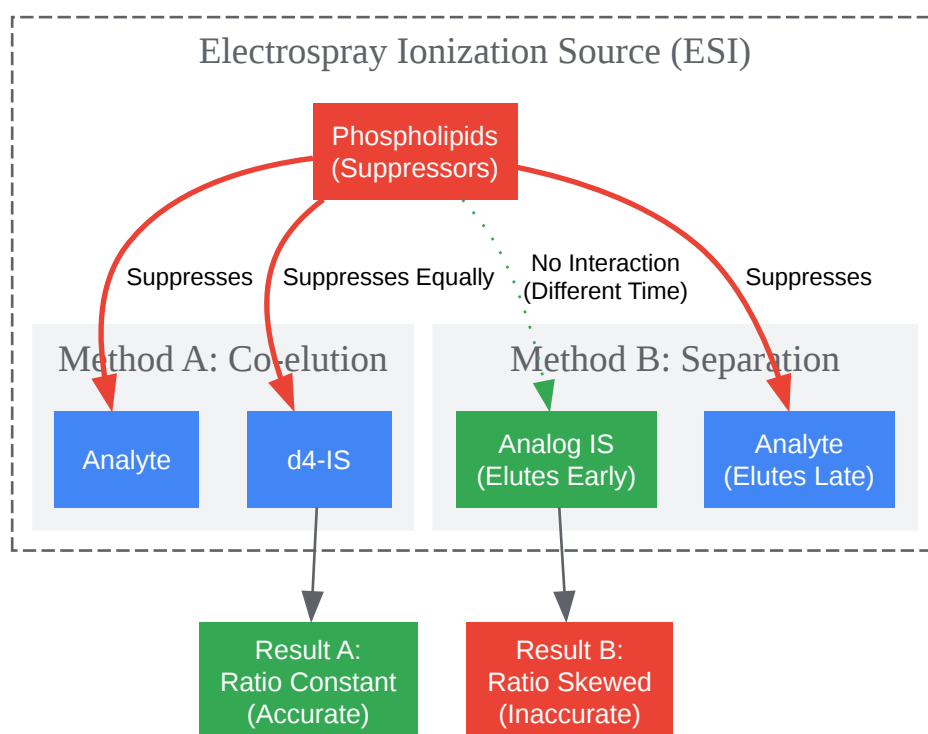 Electrospray Ionization Source (ESI)
Phospholipids
(Suppressors)
Suppresses
Suppresses Equally
No Interaction
(Different Time)
Suppresses
Method A: Co-elution
Method B: Separation
Analyte
d4-IS
Analog IS
(Elutes Early)
Analyte
(Elutes Late)
Result A:
Ratio Constant
(Accurate)
Result B:
Ratio Skewed
(Inaccurate)